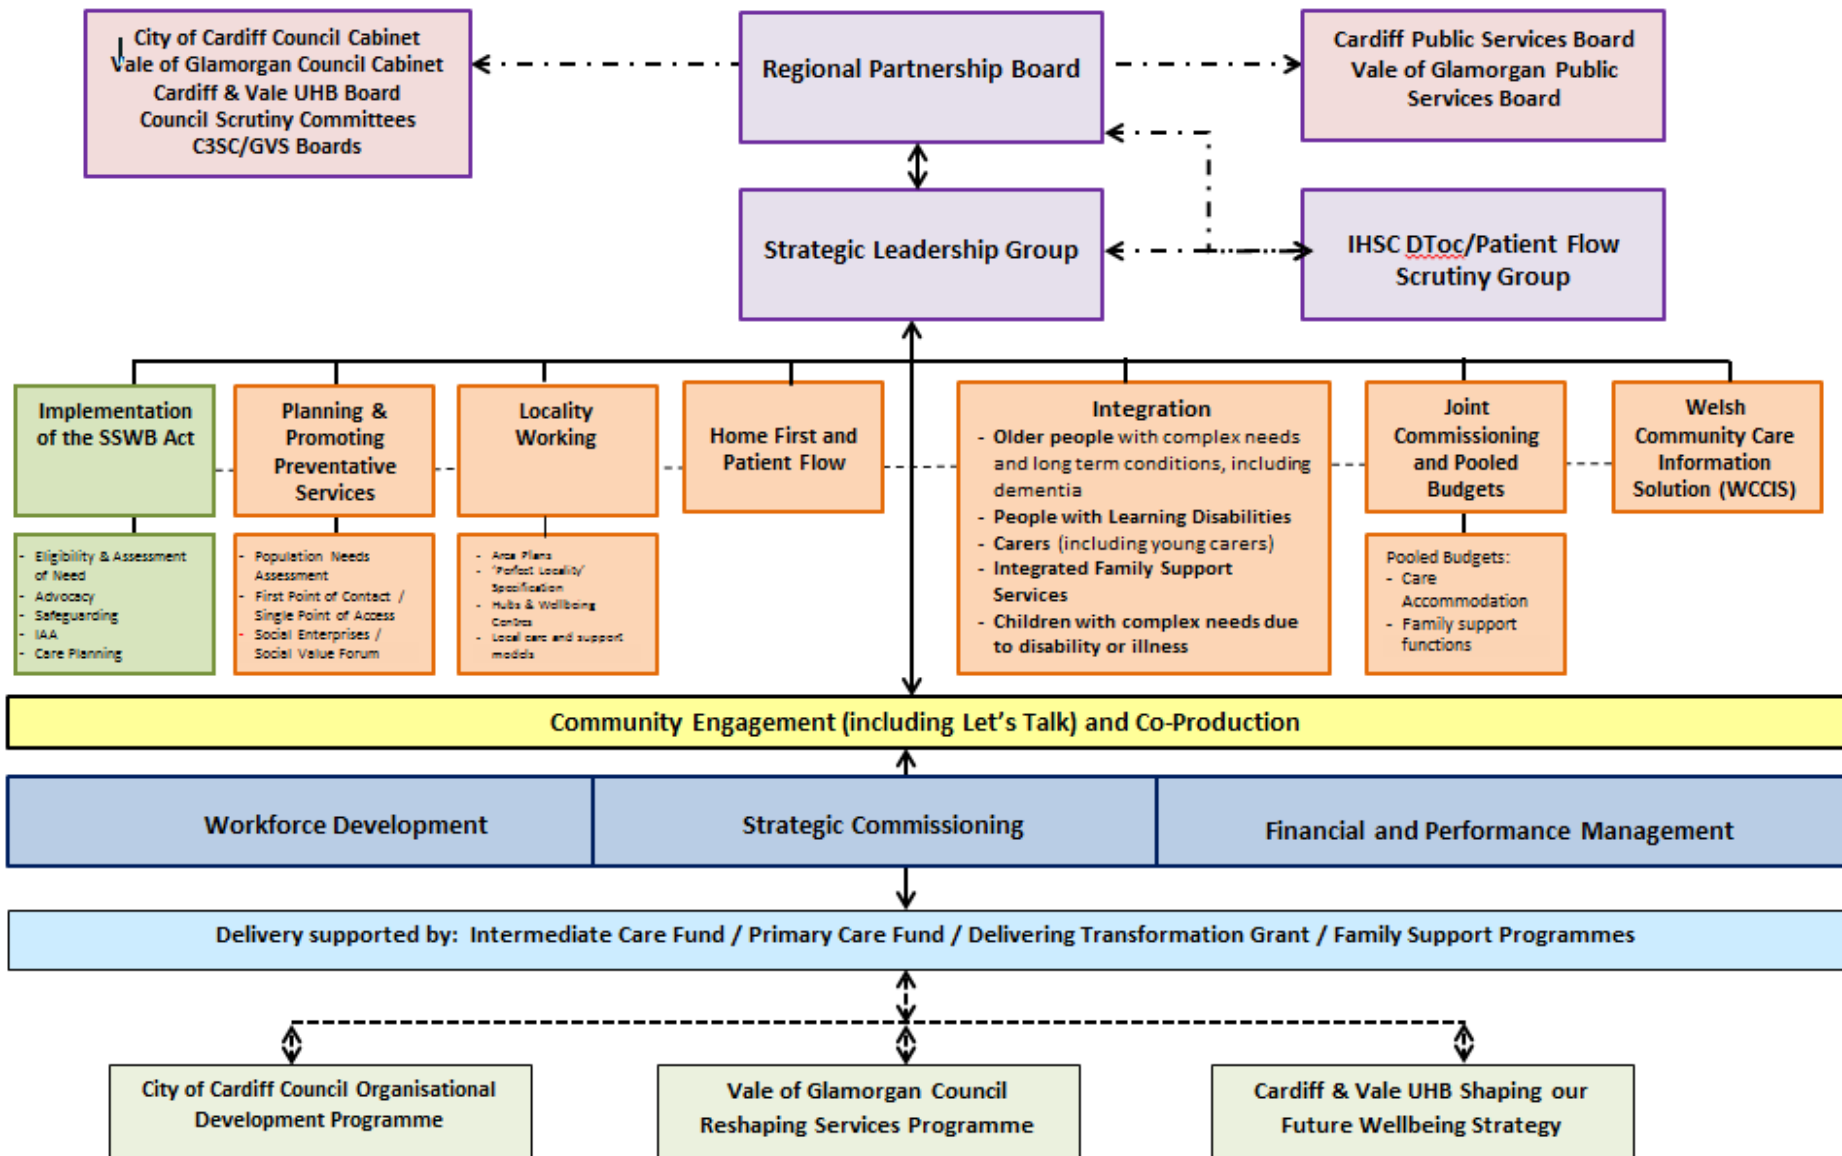 City of Cardiff Council Cabinet
Vale of Glamorgan Council Cabinet
Cardiff & Vale UHB Board
Council Scrutiny Committees
C3SC/GVS Boards
Regional Partnership Board
Cardiff Public Services Board
Vale of Glamorgan Public
Services Board
Strategic Leadership Group
IHSC DToc/Patient Flow
Scrutiny Group
Implementation
of the SSWB Act
Planning &
Promoting
Preventative
Services
Locality
Working
Home First and
Patient Flow
Integration
- Older people with complex needs
and long term conditions, including
dementia
- People with Learning Disabilities
- Carers (including young carers)
- Integrated Family Support
Services
- Children with complex needs due
to disability or illness
Joint
Commissioning
and Pooled
Budgets
Welsh
Community Care
Information
Solution (WCCIS)
- Eligibility & Assessment
of Need
- Advocacy
- Safeguarding
- IAA
- Care Planning
- Population Needs
Assessment
- First Point of Contact /
Single Point of Access
- Social Enterprises /
Social Value Forum
- Area Plans
- 'Perfect Locality'
Specification
- Hubs & Wellbeing
Centres
- Local care and support
models
Pooled Budgets:
- Care
Accommodation
- Family support
functions
Community Engagement (including Let's Talk) and Co-Production
Workforce Development
Strategic Commissioning
Financial and Performance Management
Delivery supported by: Intermediate Care Fund / Primary Care Fund / Delivering Transformation Grant / Family Support Programmes
City of Cardiff Council Organisational
Development Programme
Vale of Glamorgan Council
Reshaping Services Programme
Cardiff & Vale UHB Shaping our
Future Wellbeing Strategy